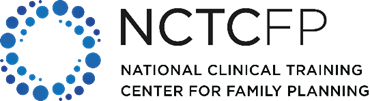 NCTCFP
NATIONAL CLINICAL TRAINING
CENTER FOR FAMILY PLANNING